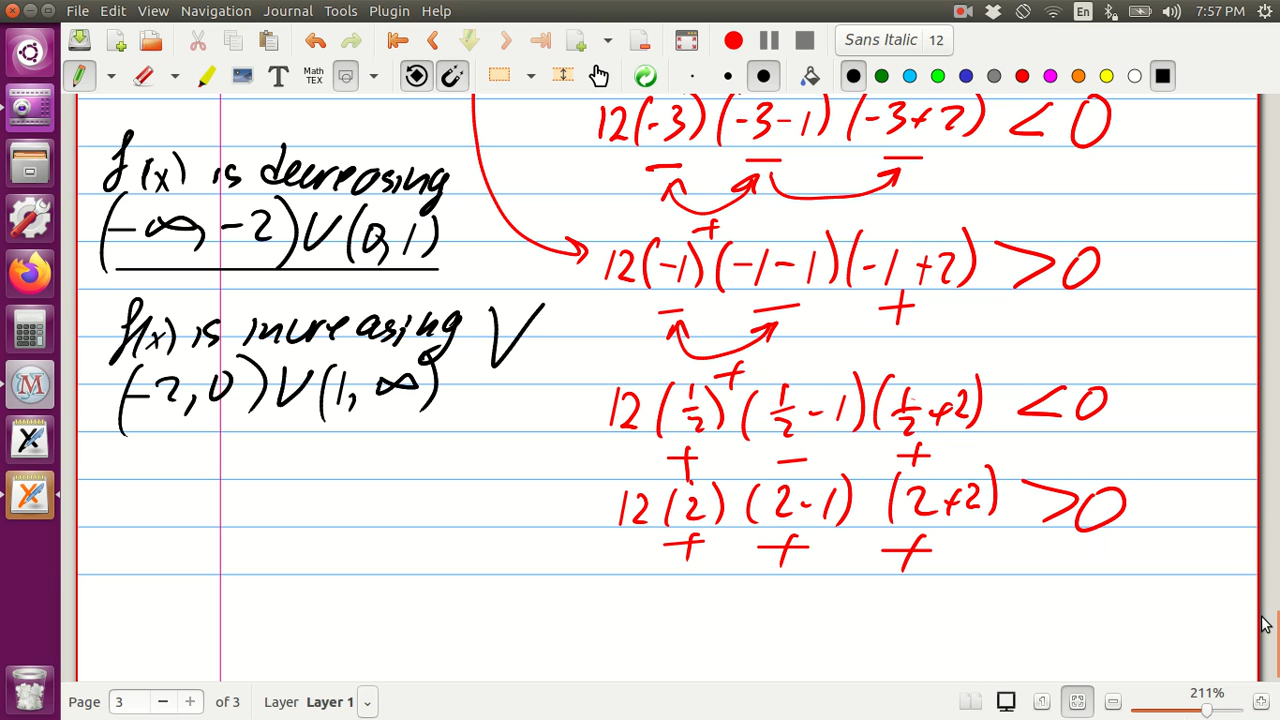 File Edit View Navigation Journal Tools Plugin Help En 7:57 PM
Sans Italic 12
Math TEX
12(-3)(-3-1)(-3+2) < 0
f(x) is decreasing
— — —
+
(-∞,-2)∪(0,1)
12(-1)(-1-1)(-1+2) > 0
— — +
f(x) is increasing
+
(-2,0)∪(1,∞)
12(1/2)(1/2-1)(1/2+2) < 0
+ — +
12(2)(2-1)(2+2) > 0
+ + +
Page 3 of 3 Layer Layer 1 211%